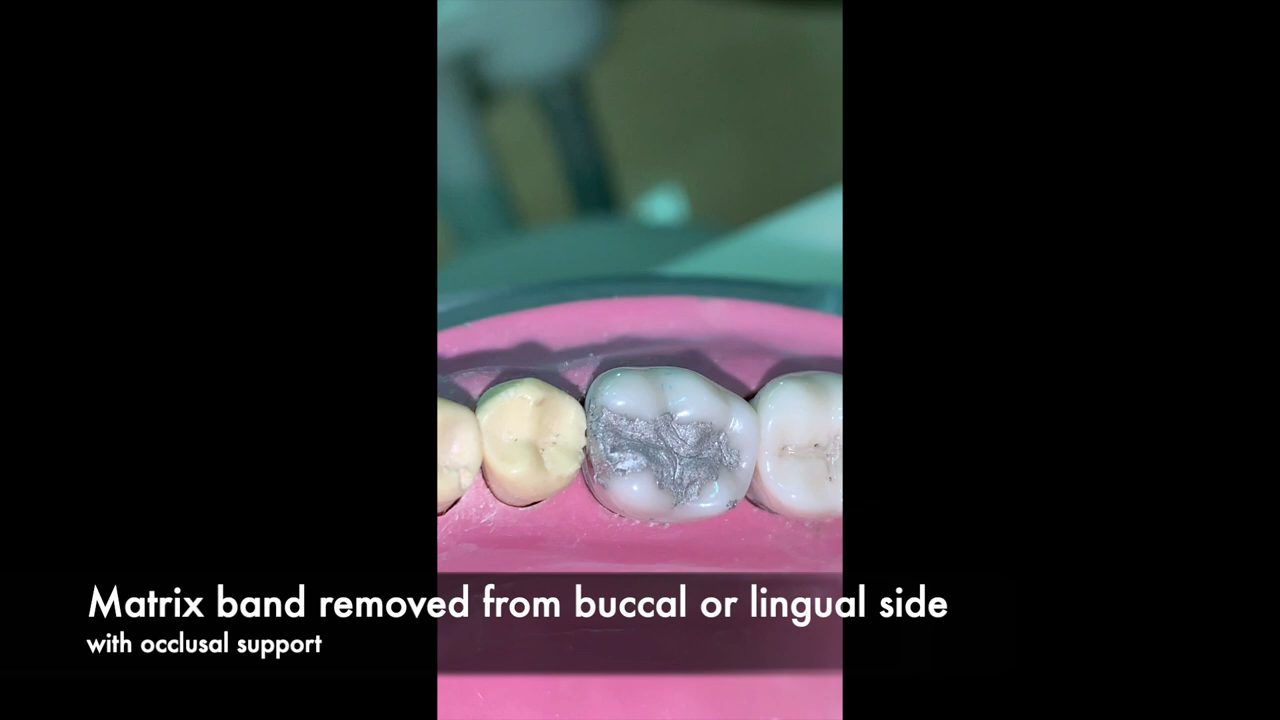 Matrix band removed from buccal or lingual side
with occlusal support